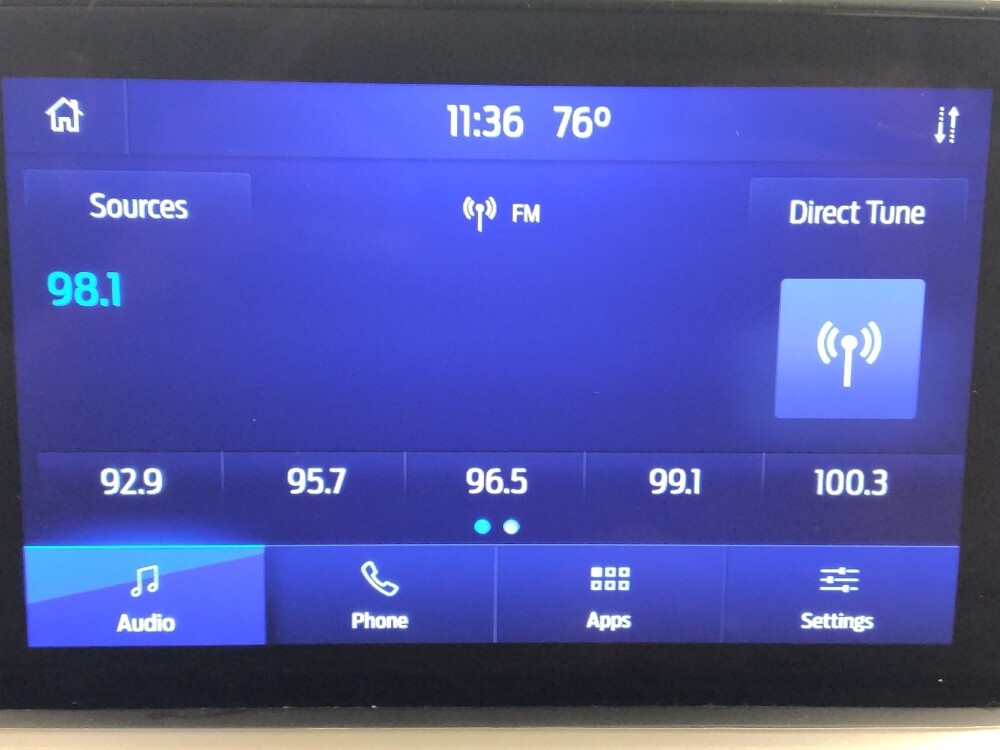 11:36 76º
Sources FM Direct Tune
98.1
92.9 95.7 96.5 99.1 100.3
Audio Phone Apps Settings